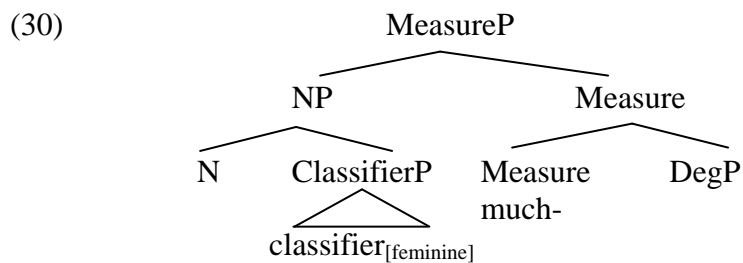 (30) MeasureP
NP Measure
N ClassifierP Measure DegP
much-
classifier[feminine]